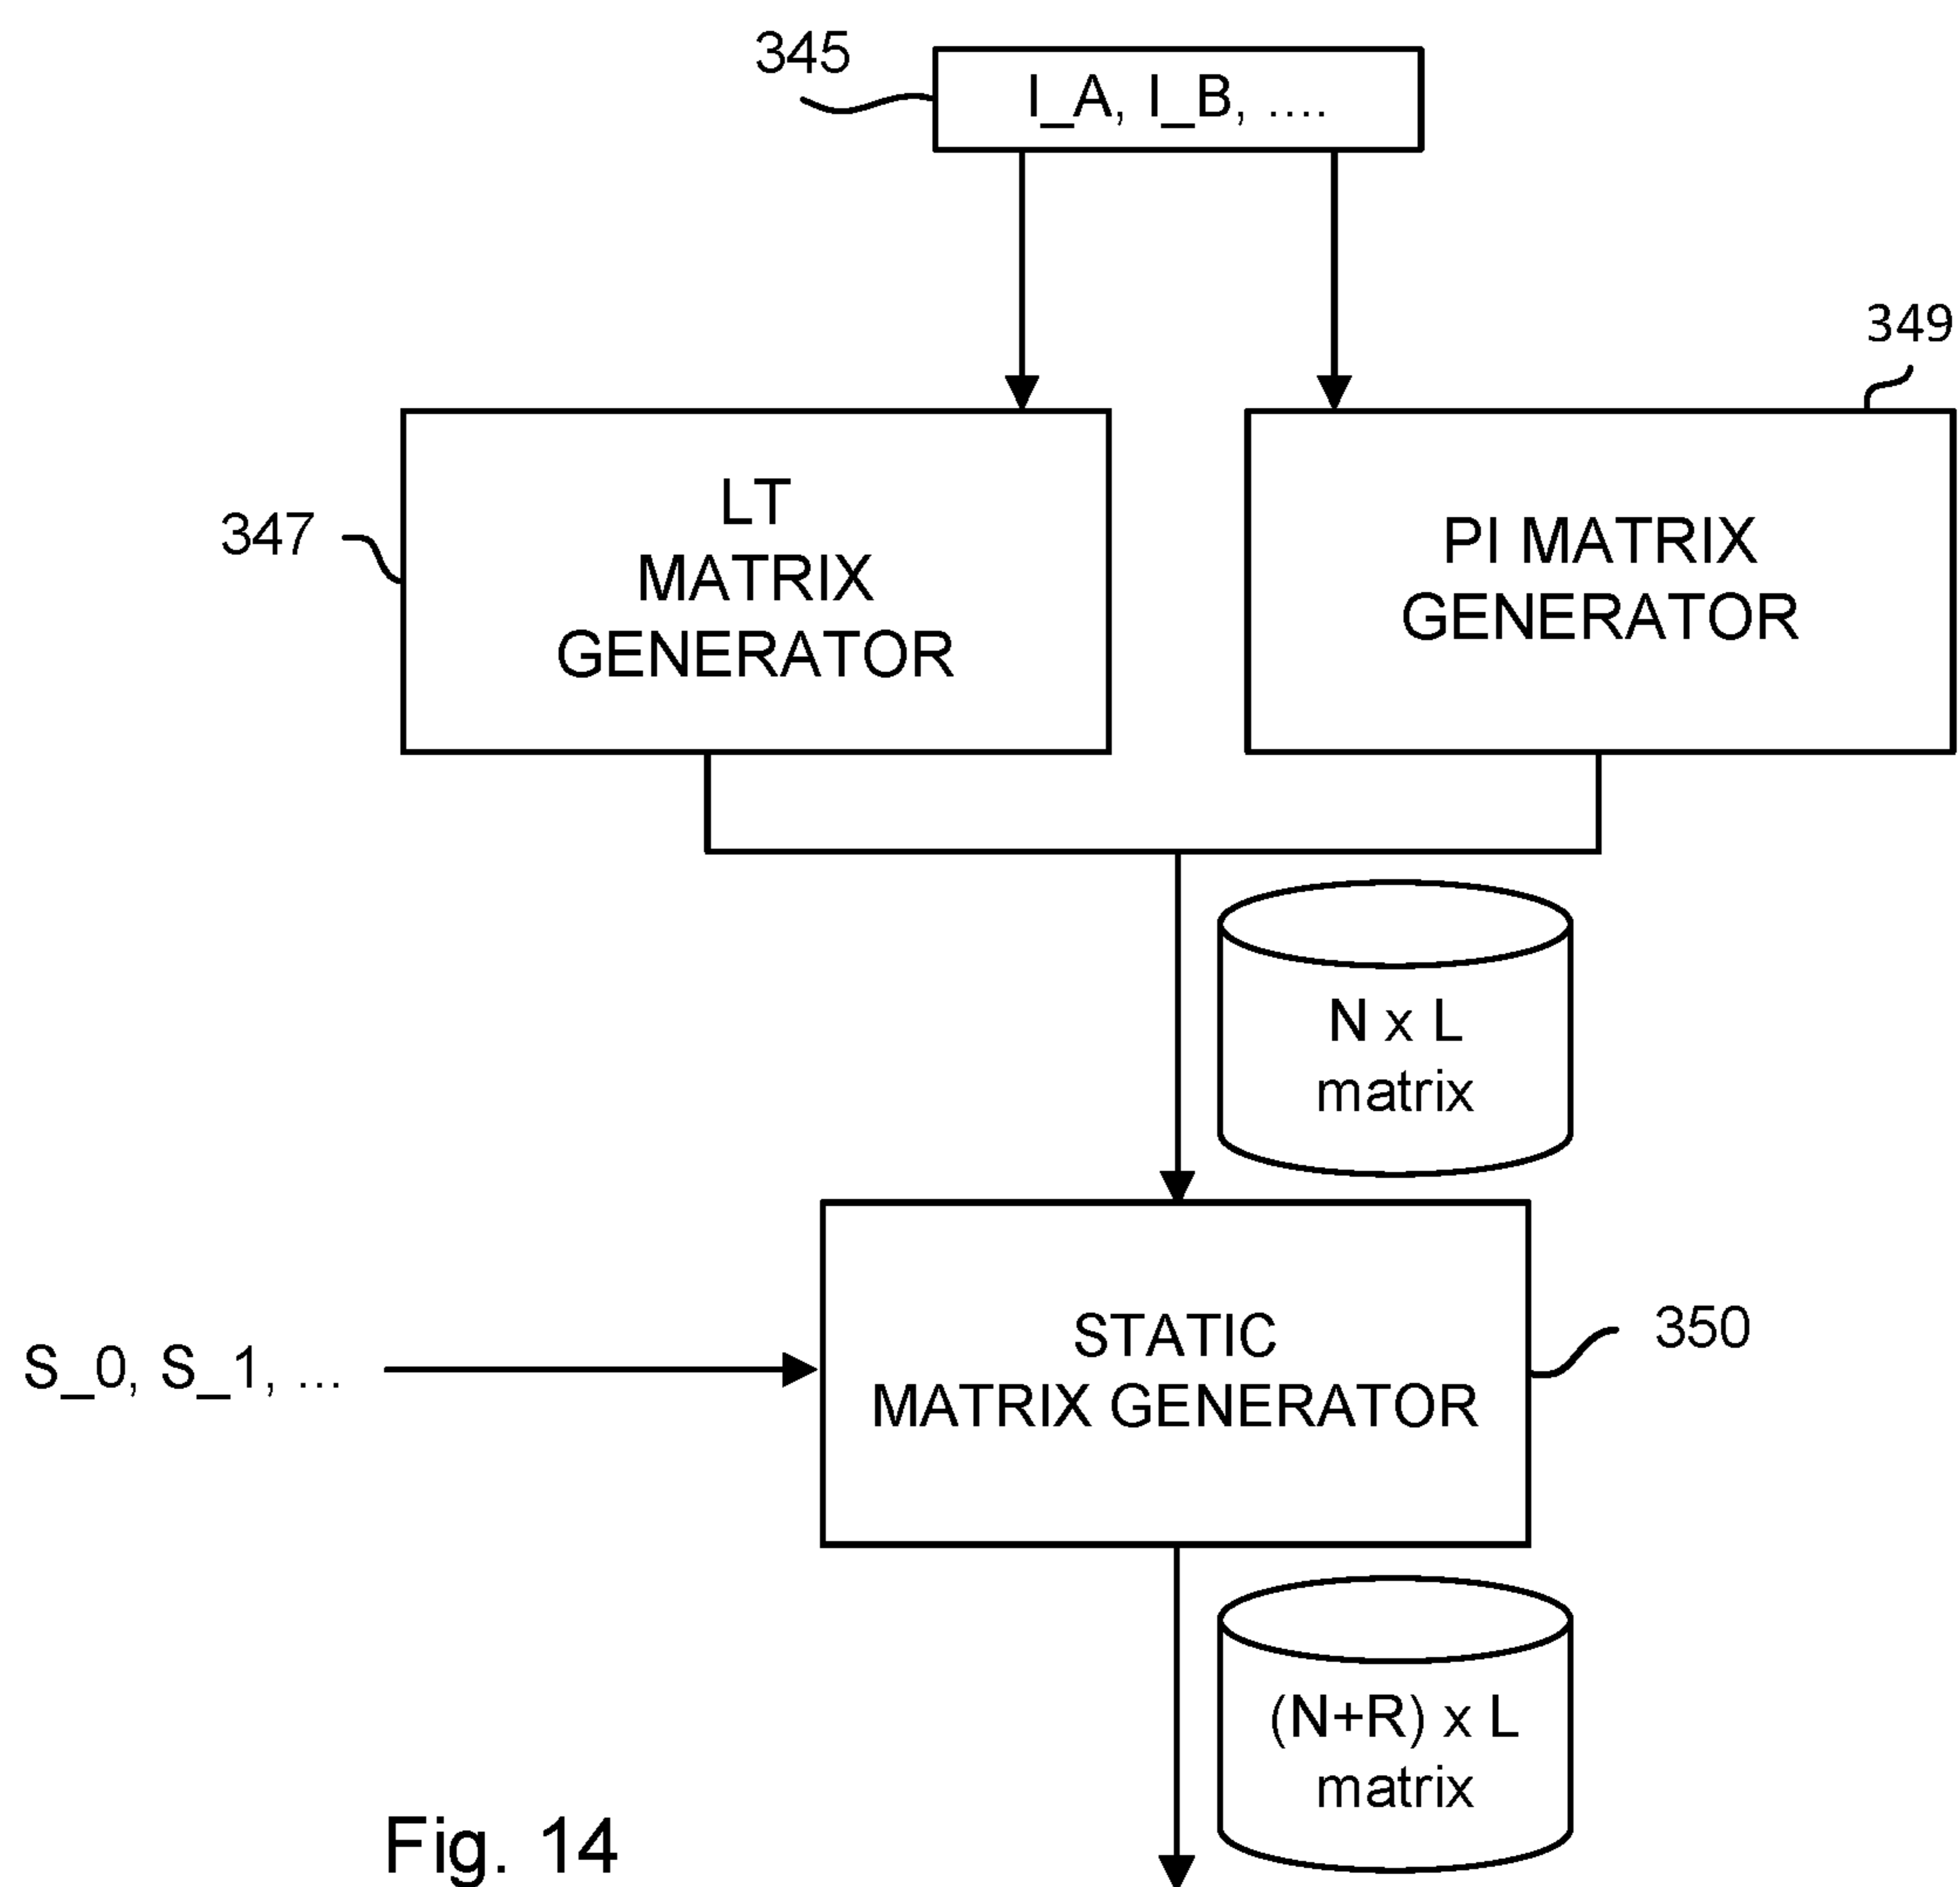 345
I_A, I_B, ....
349
347
LT
MATRIX
GENERATOR
PI MATRIX
GENERATOR
N x L
matrix
S_0, S_1, ...
STATIC
MATRIX GENERATOR
350
(N+R) x L
matrix
Fig. 14